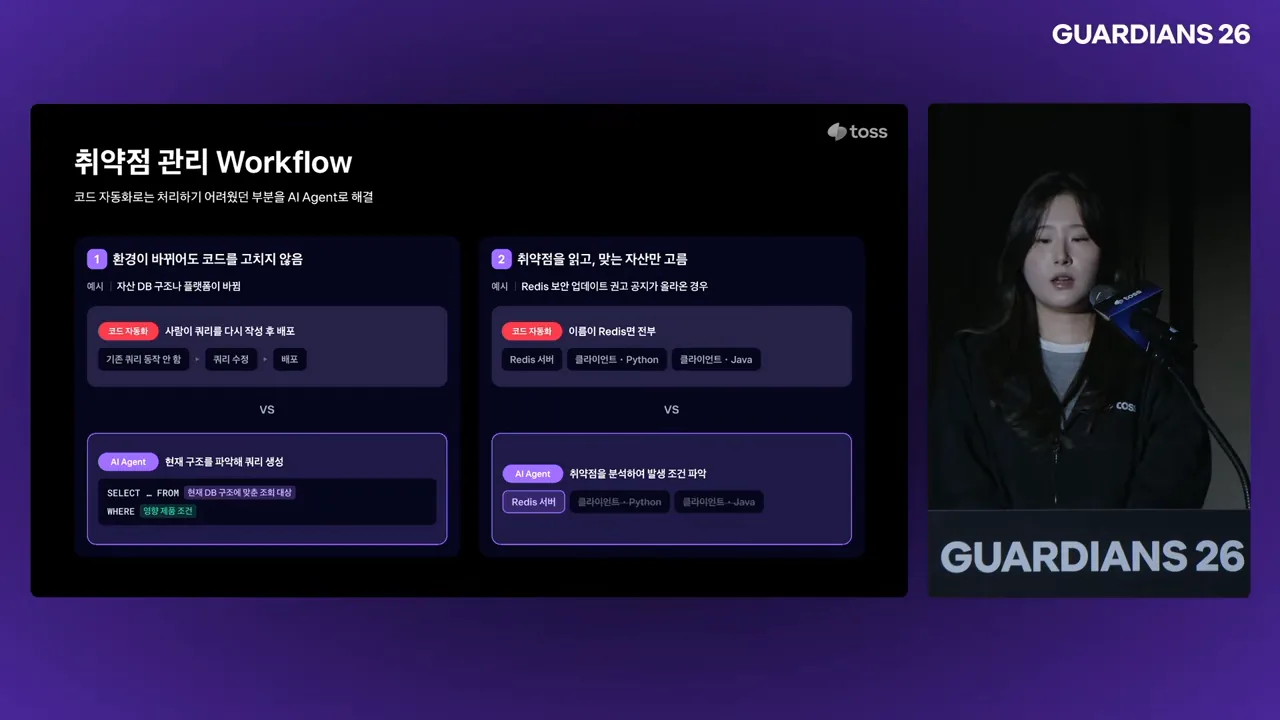 GUARDIANS 26
toss
취약점 관리 Workflow
코드 자동화로는 처리하기 어려웠던 부분을 AI Agent로 해결
1 환경이 바뀌어도 코드를 고치지 않음
예시 | 자산 DB 구조나 플랫폼이 바뀜
코드 자동화 사람이 쿼리를 다시 작성 후 배포
기존 쿼리 동작 안 함 ▸ 쿼리 수정 ▸ 배포
VS
AI Agent 현재 구조를 파악해 쿼리 생성
SELECT … FROM 현재 DB 구조에 맞춘 조회 대상
WHERE 영향 제품 조건
2 취약점을 읽고, 맞는 자산만 고름
예시 | Redis 보안 업데이트 권고 공지가 올라온 경우
코드 자동화 이름이 Redis면 전부
Redis 서버 클라이언트 · Python 클라이언트 · Java
VS
AI Agent 취약점을 분석하여 발생 조건 파악
Redis 서버 클라이언트 · Python 클라이언트 · Java
toss
toss
GUARDIANS 26